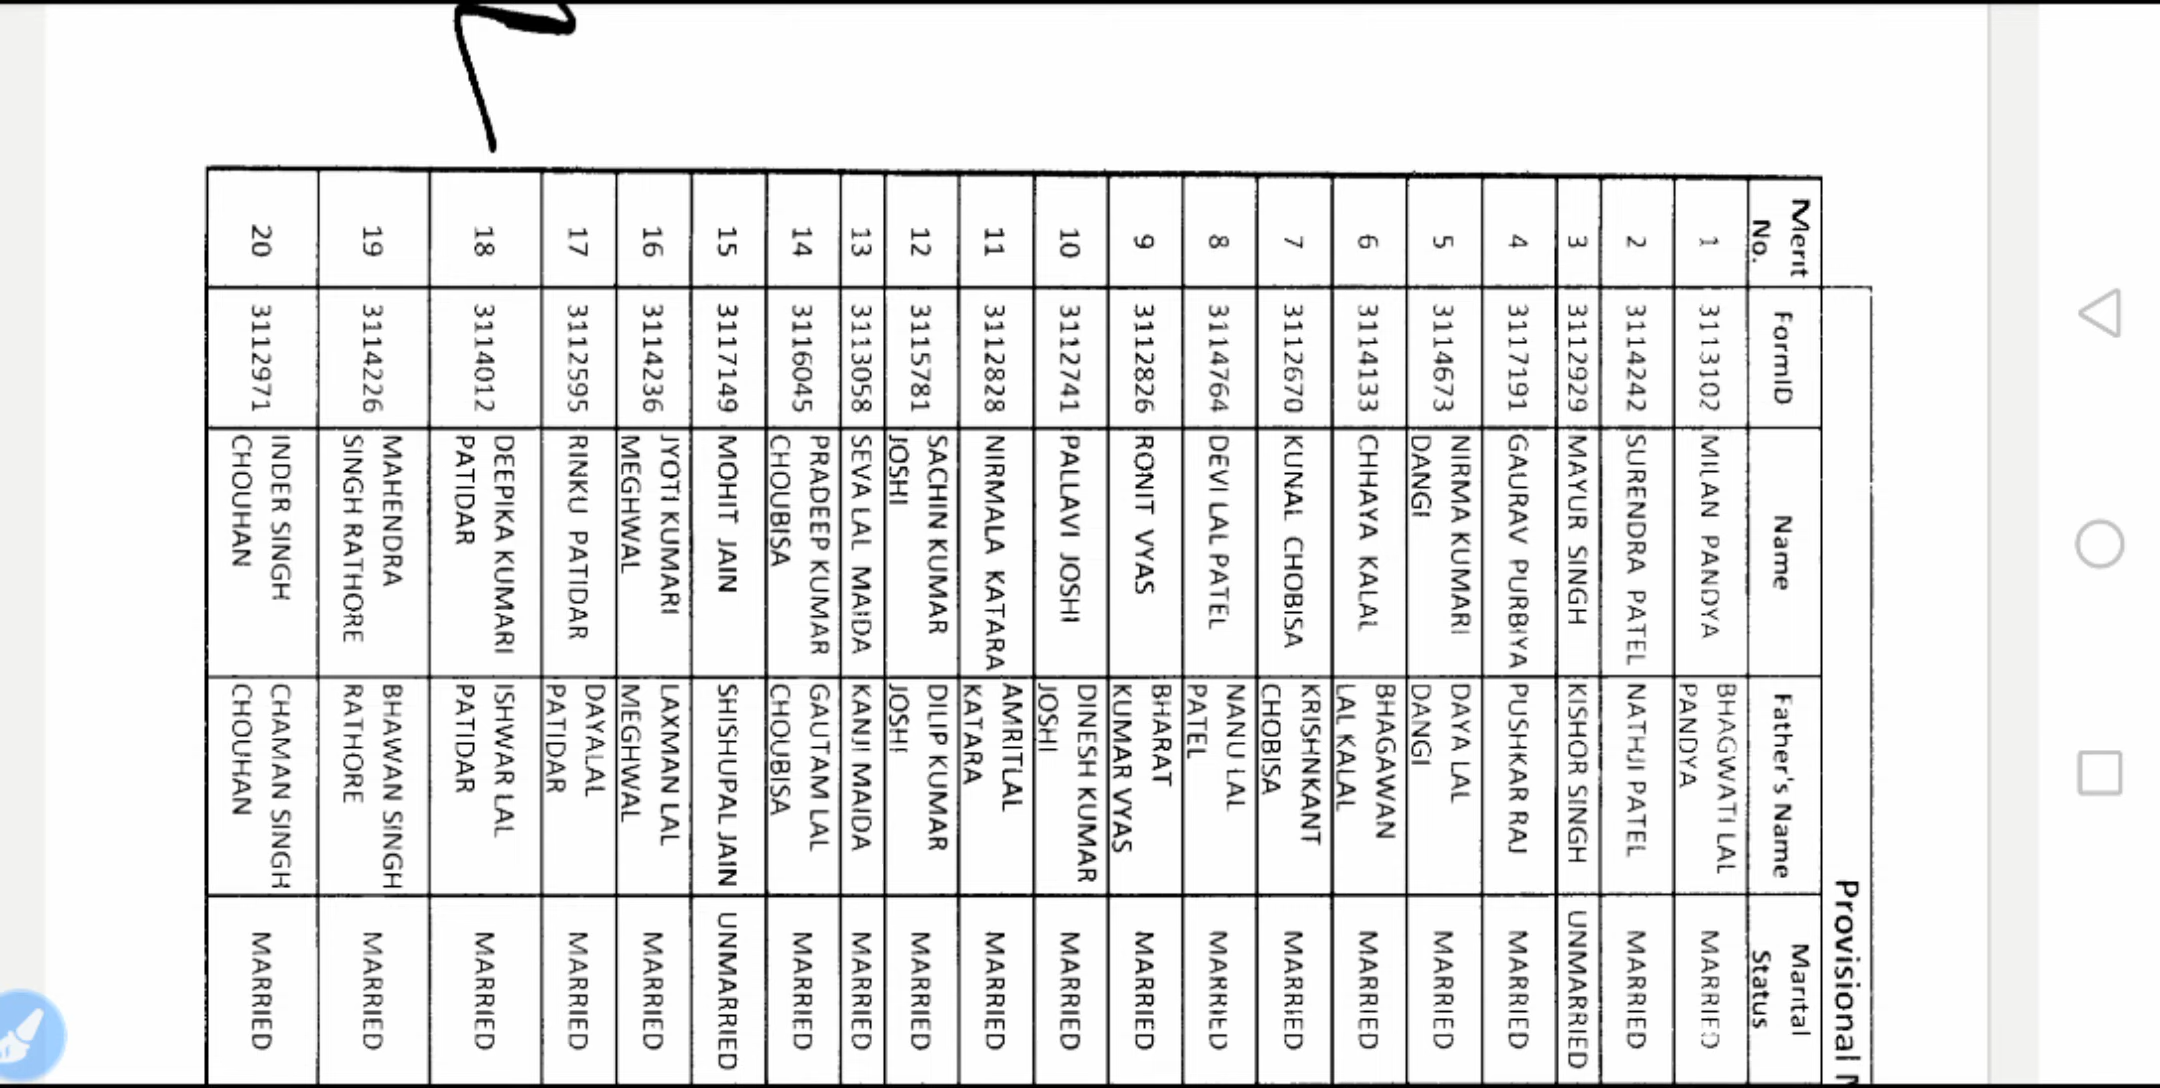 Provisional
Merit No. FormID Name Father's Name Marital Status
1 3113102 MILAN PANDYA BHAGWATI LAL PANDYA MARRIED
2 3114242 SURENDRA PATEL NATHJI PATEL MARRIED
3 3112929 MAYUR SINGH KISHOR SINGH UNMARRIED
4 3117191 GAURAV PURBIYA PUSHKAR RAJ MARRIED
5 3114673 NIRMA KUMARI DANGI DAYA LAL DANGI MARRIED
6 3114133 CHHAYA KALAL BHAGAWAN LAL KALAL MARRIED
7 3112670 KUNAL CHOBISA KRISHNKANT CHOBISA MARRIED
8 3114764 DEVI LAL PATEL NANU LAL PATEL MARRIED
9 3112826 RONIT VYAS BHARAT KUMAR VYAS MARRIED
10 3112741 PALLAVI JOSHI DINESH KUMAR JOSHI MARRIED
11 3112828 NIRMALA KATARA AMRITLAL KATARA MARRIED
12 3115781 SACHIN KUMAR JOSHI DILIP KUMAR JOSHI MARRIED
13 3113058 SEVA LAL MAIDA KANJI MAIDA MARRIED
14 3116045 PRADEEP KUMAR CHOUBISA GAUTAM LAL CHOUBISA MARRIED
15 3117149 MOHIT JAIN SHISHUPAL JAIN UNMARRIED
16 3114236 JYOTI KUMARI MEGHWAL LAXMAN LAL MEGHWAL MARRIED
17 3112595 RINKU PATIDAR DAYALAL PATIDAR MARRIED
18 3114012 DEEPIKA KUMARI PATIDAR ISHWAR LAL PATIDAR MARRIED
19 3114226 MAHENDRA SINGH RATHORE BHAWAN SINGH RATHORE MARRIED
20 3112971 INDER SINGH CHOUHAN CHAMAN SINGH CHOUHAN MARRIED